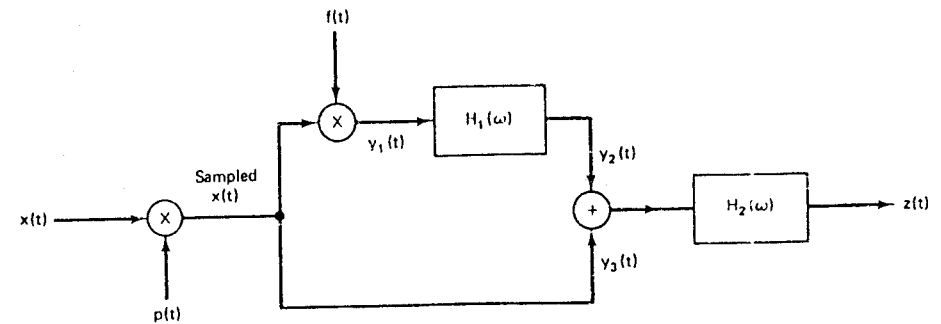 f(t)
X
H₁(ω)
y₁(t)
y₂(t)
Sampled
x(t)
x(t)
X
+
H₂(ω)
z(t)
y₃(t)
p(t)